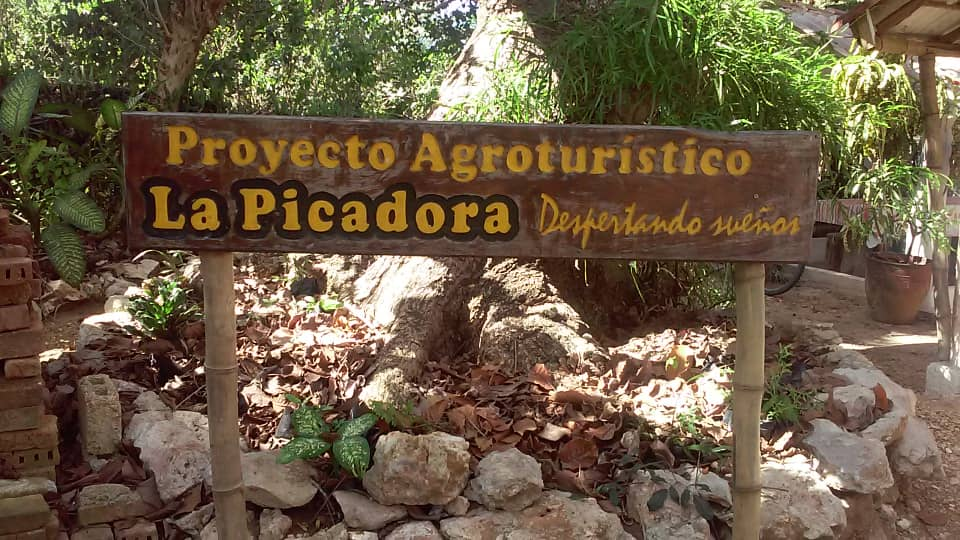 Proyecto Agroturístico
La Picadora Despertando sueños